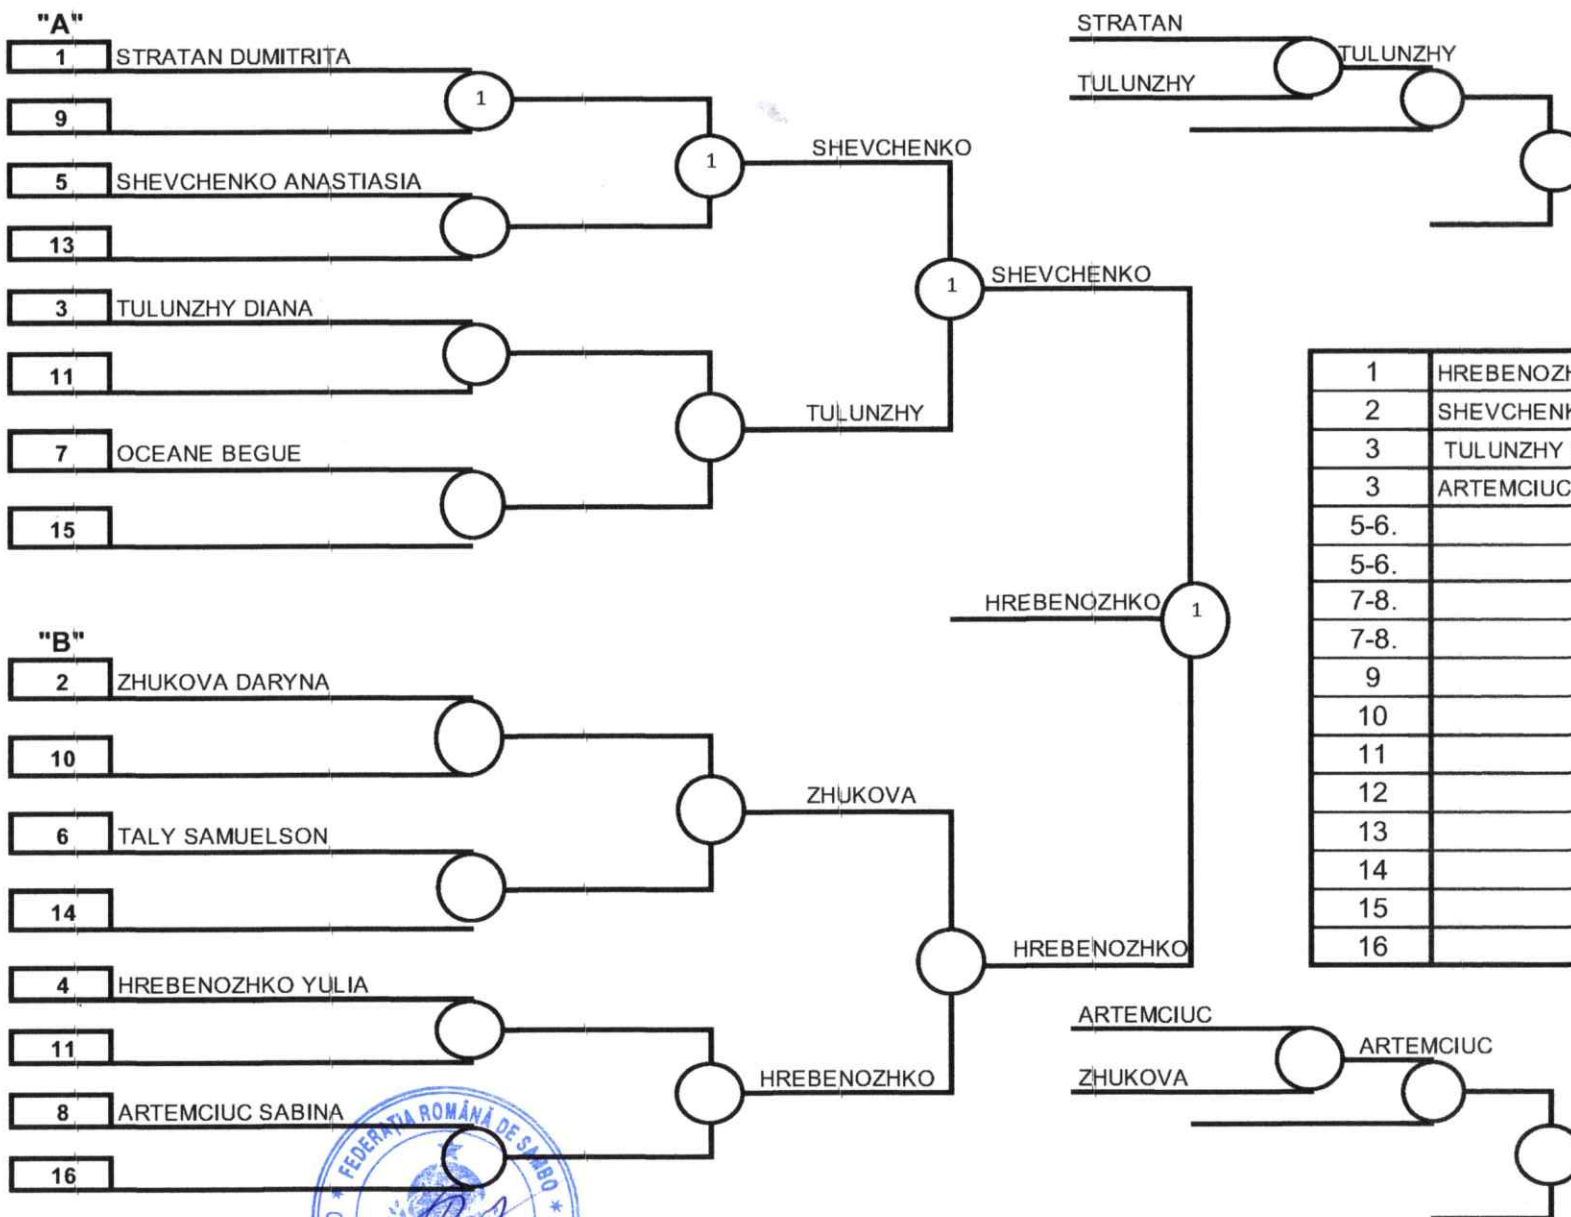 "A"
1 STRATAN DUMITRITA
9
5 SHEVCHENKO ANASTIASIA
13
3 TULUNZHY DIANA
11
7 OCEANE BEGUE
15
1
1
SHEVCHENKO
TULUNZHY
1
SHEVCHENKO
"B"
2 ZHUKOVA DARYNA
10
6 TALY SAMUELSON
14
4 HREBENOZHKO YULIA
11
8 ARTEMCIUC SABINA
16
ZHUKOVA
HREBENOZHKO
HREBENOZHKO
HREBENOZHKO
1
STRATAN
TULUNZHY
TULUNZHY
1 HREBENOZH
2 SHEVCHENK
3 TULUNZHY
3 ARTEMCIUC
5-6.
5-6.
7-8.
7-8.
9
10
11
12
13
14
15
16
ARTEMCIUC
ZHUKOVA
ARTEMCIUC
* FEDERAȚIA ROMÂNĂ DE SAMBO *